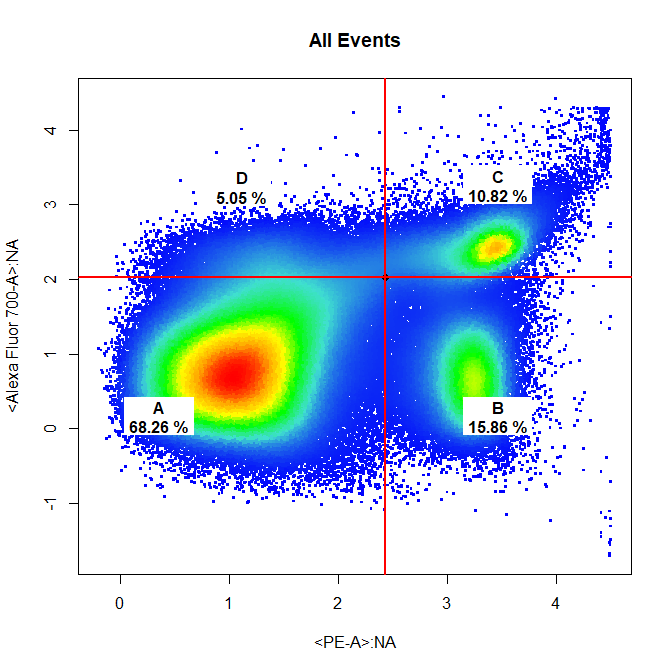 All Events
<Alexa Fluor 700-A>:NA
4
3
2
1
0
-1
D
5.05 %
C
10.82 %
A
68.26 %
B
15.86 %
0
1
2
3
4
<PE-A>:NA